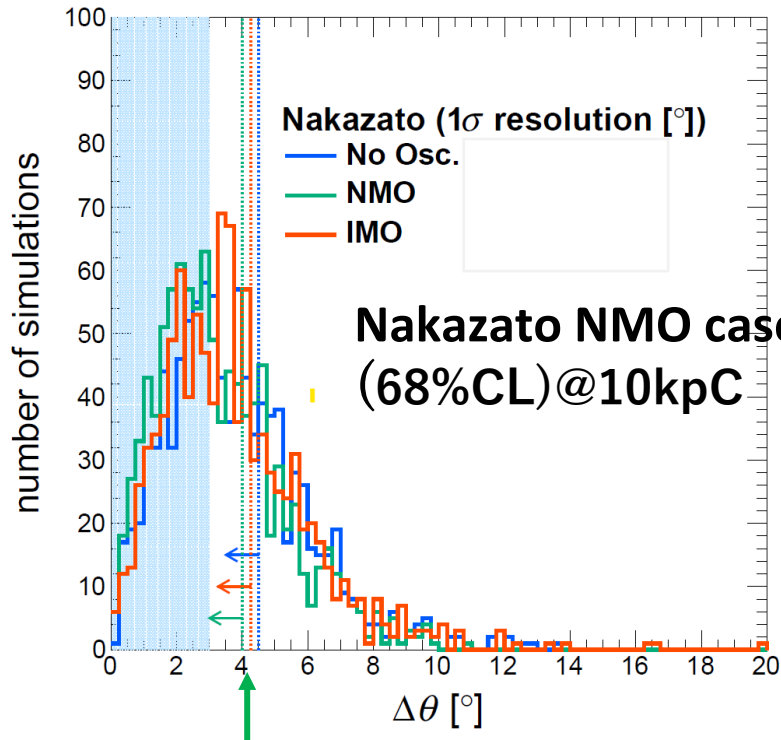 100
90
80
70
60
50
40
30
20
10
0
number of simulations
Nakazato (1σ resolution [°])
No Osc.
NMO
IMO
Nakazato NMO case
(68%CL)@10kpC
0 2 4 6 8 10 12 14 16 18 20
Δθ [°]